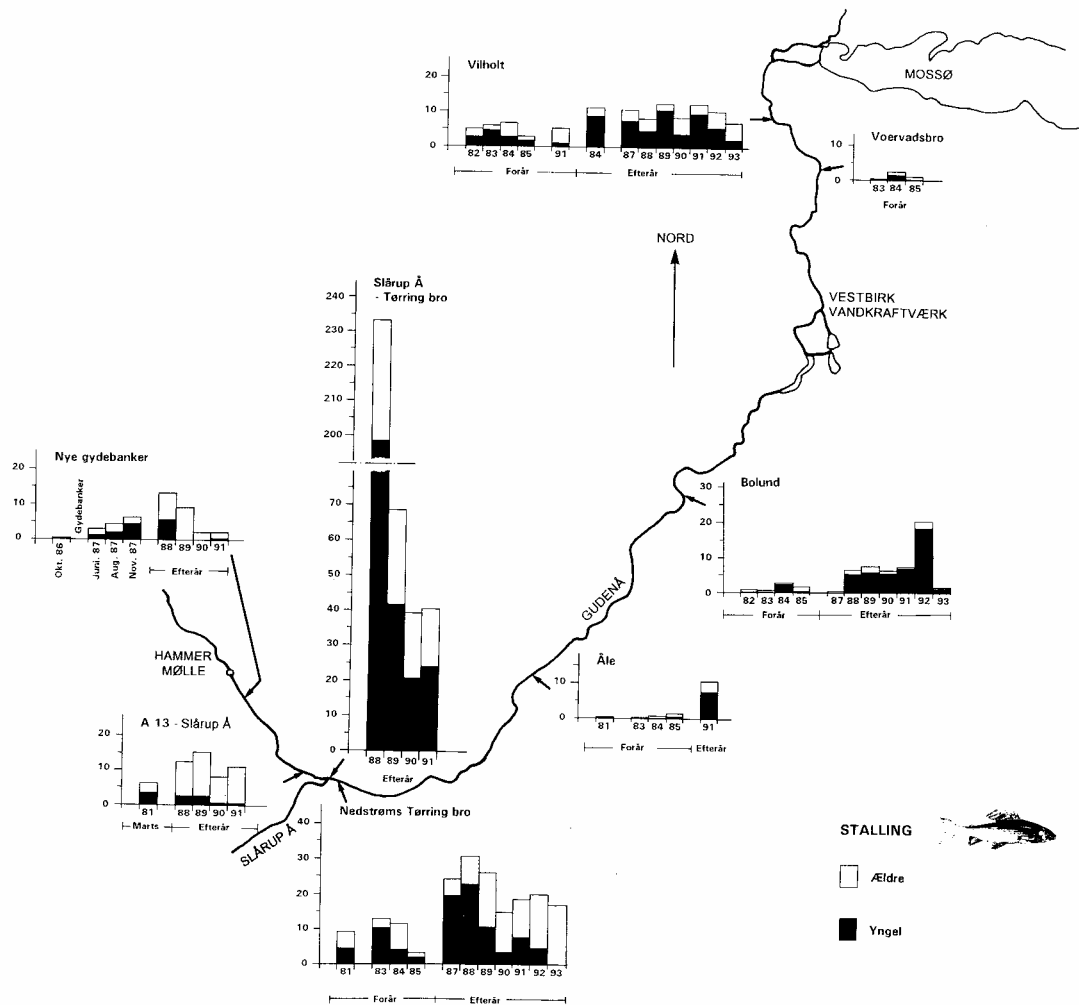 Vilholt
20
10
0
82 83 84 85 91 84 87 88 89 90 91 92 93
Forår Efterår
MOSSØ
Voervadsbro
10
0
83 84 85
Forår
NORD
VESTBIRK
VANDKRAFTVÆRK
Slårup Å
- Tørring bro
240
230
220
210
200
70
60
50
40
30
20
10
0
88 89 90 91
Efterår
Nye gydebanker
20
10
0
Gydebanker
Okt. 86
Juni. 87
Aug. 87
Nov. 87
88 89 90 91
Efterår
HAMMER
MØLLE
A 13 - Slårup Å
20
10
0
81 88 89 90 91
Marts Efterår
SLÅRUP Å
GUDENÅ
Bolund
30
20
10
0
82 83 84 85 87 88 89 90 91 92 93
Forår Efterår
Åle
10
0
81 83 84 85 91
Forår Efterår
Nedstrøms Tørring bro
40
30
20
10
0
81 83 84 85 87 88 89 90 91 92 93
Forår Efterår
STALLING
Ældre
Yngel